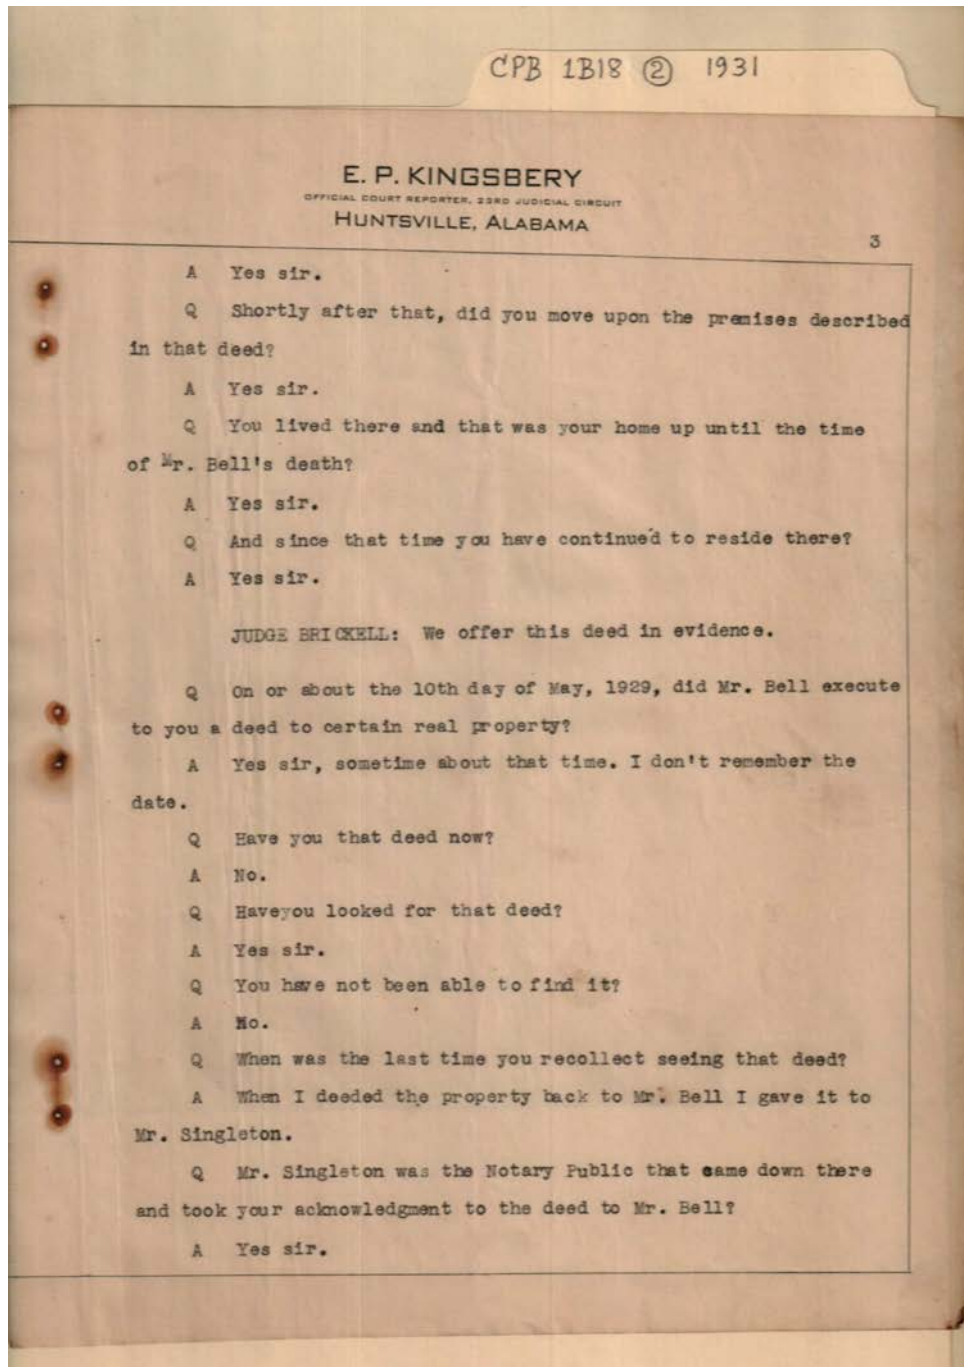 CPB 1B18 ② 1931
E. P. KINGSBERY
OFFICIAL COURT REPORTER, 23RD JUDICIAL CIRCUIT
HUNTSVILLE, ALABAMA
3
A Yes sir.
Q Shortly after that, did you move upon the premises described
in that deed?
A Yes sir.
Q You lived there and that was your home up until the time
of Mr. Bell's death?
A Yes sir.
Q And since that time you have continued to reside there?
A Yes sir.
JUDGE BRICKELL: We offer this deed in evidence.
Q On or about the 10th day of May, 1929, did Mr. Bell execute
to you a deed to certain real property?
A Yes sir, sometime about that time. I don't remember the
date.
Q Have you that deed now?
A No.
Q Haveyou looked for that deed?
A Yes sir.
Q You have not been able to find it?
A No.
Q When was the last time you recollect seeing that deed?
A When I deeded the property back to Mr. Bell I gave it to
Mr. Singleton.
Q Mr. Singleton was the Notary Public that came down there
and took your acknowledgment to the deed to Mr. Bell?
A Yes sir.